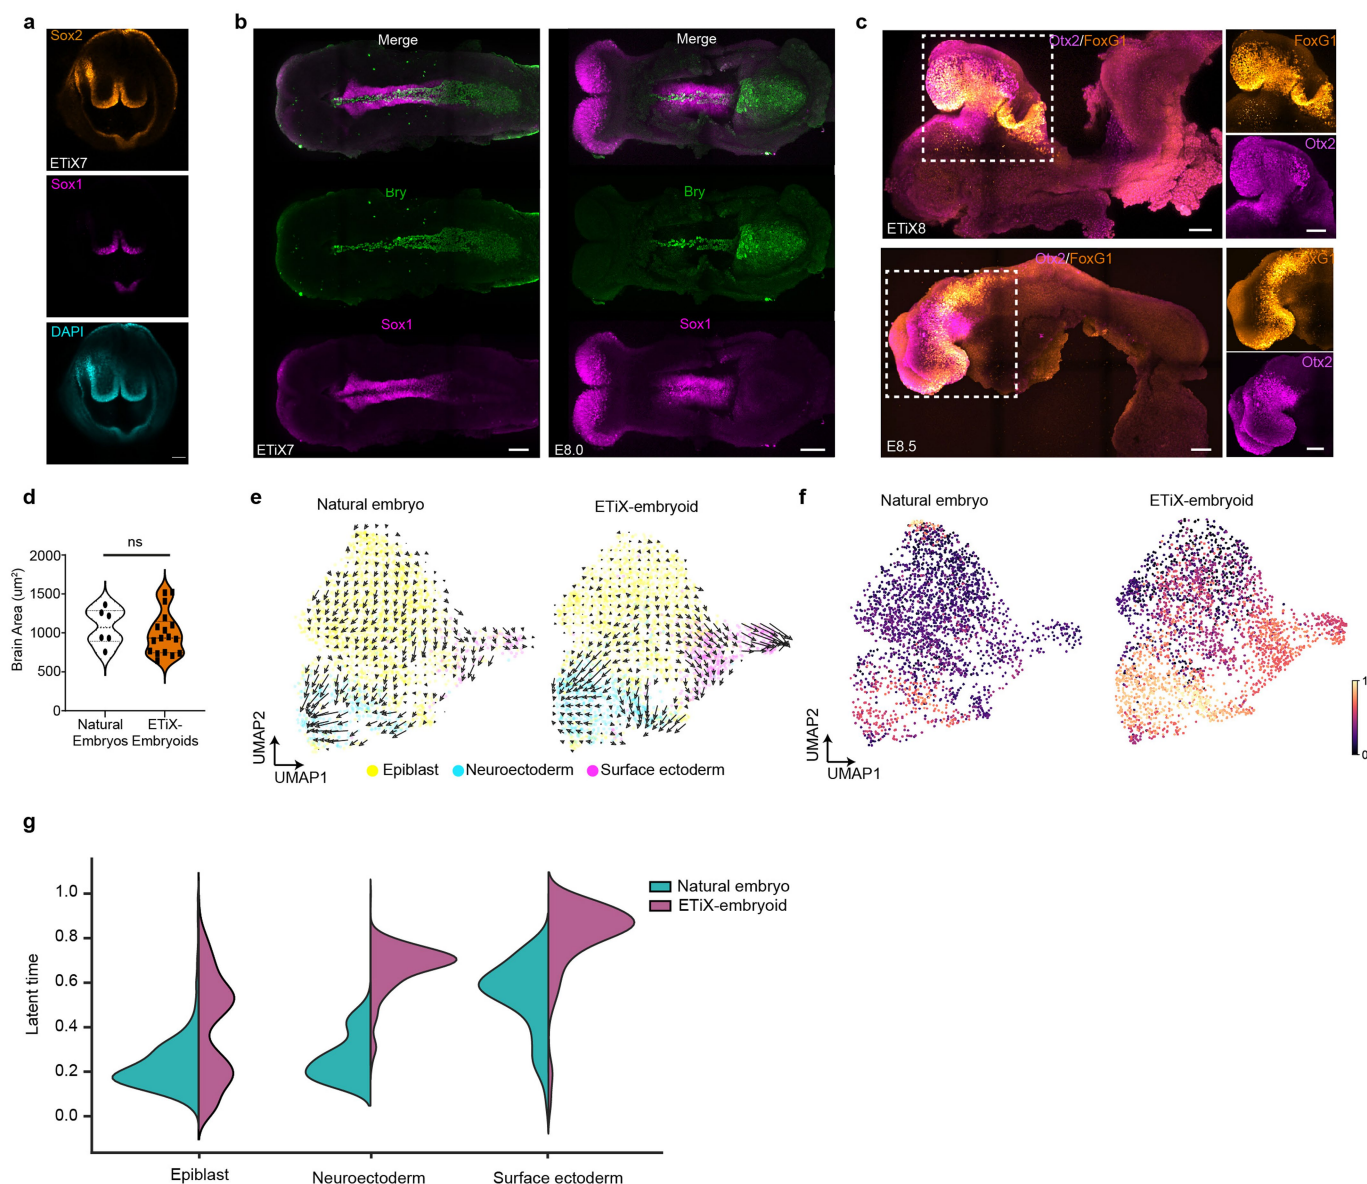 a
Sox2
ETiX7
Sox1
DAPI
b
Merge
Bry
Sox1
ETiX7
Merge
Bry
Sox1
E8.0
c
Otx2/FoxG1
ETiX8
FoxG1
Otx2
Otx2/FoxG1
E8.5
FoxG1
Otx2
d
ns
Brain Area (um²)
2000
1500
1000
500
0
Natural
Embryos
ETiX-
Embryoids
e
Natural embryo
ETiX-embryoid
UMAP2
UMAP1
Epiblast
Neuroectoderm
Surface ectoderm
f
Natural embryo
ETiX-embryoid
UMAP2
UMAP1
1
0
g
Latent time
1.0
0.8
0.6
0.4
0.2
0.0
Natural embryo
ETiX-embryoid
Epiblast
Neuroectoderm
Surface ectoderm